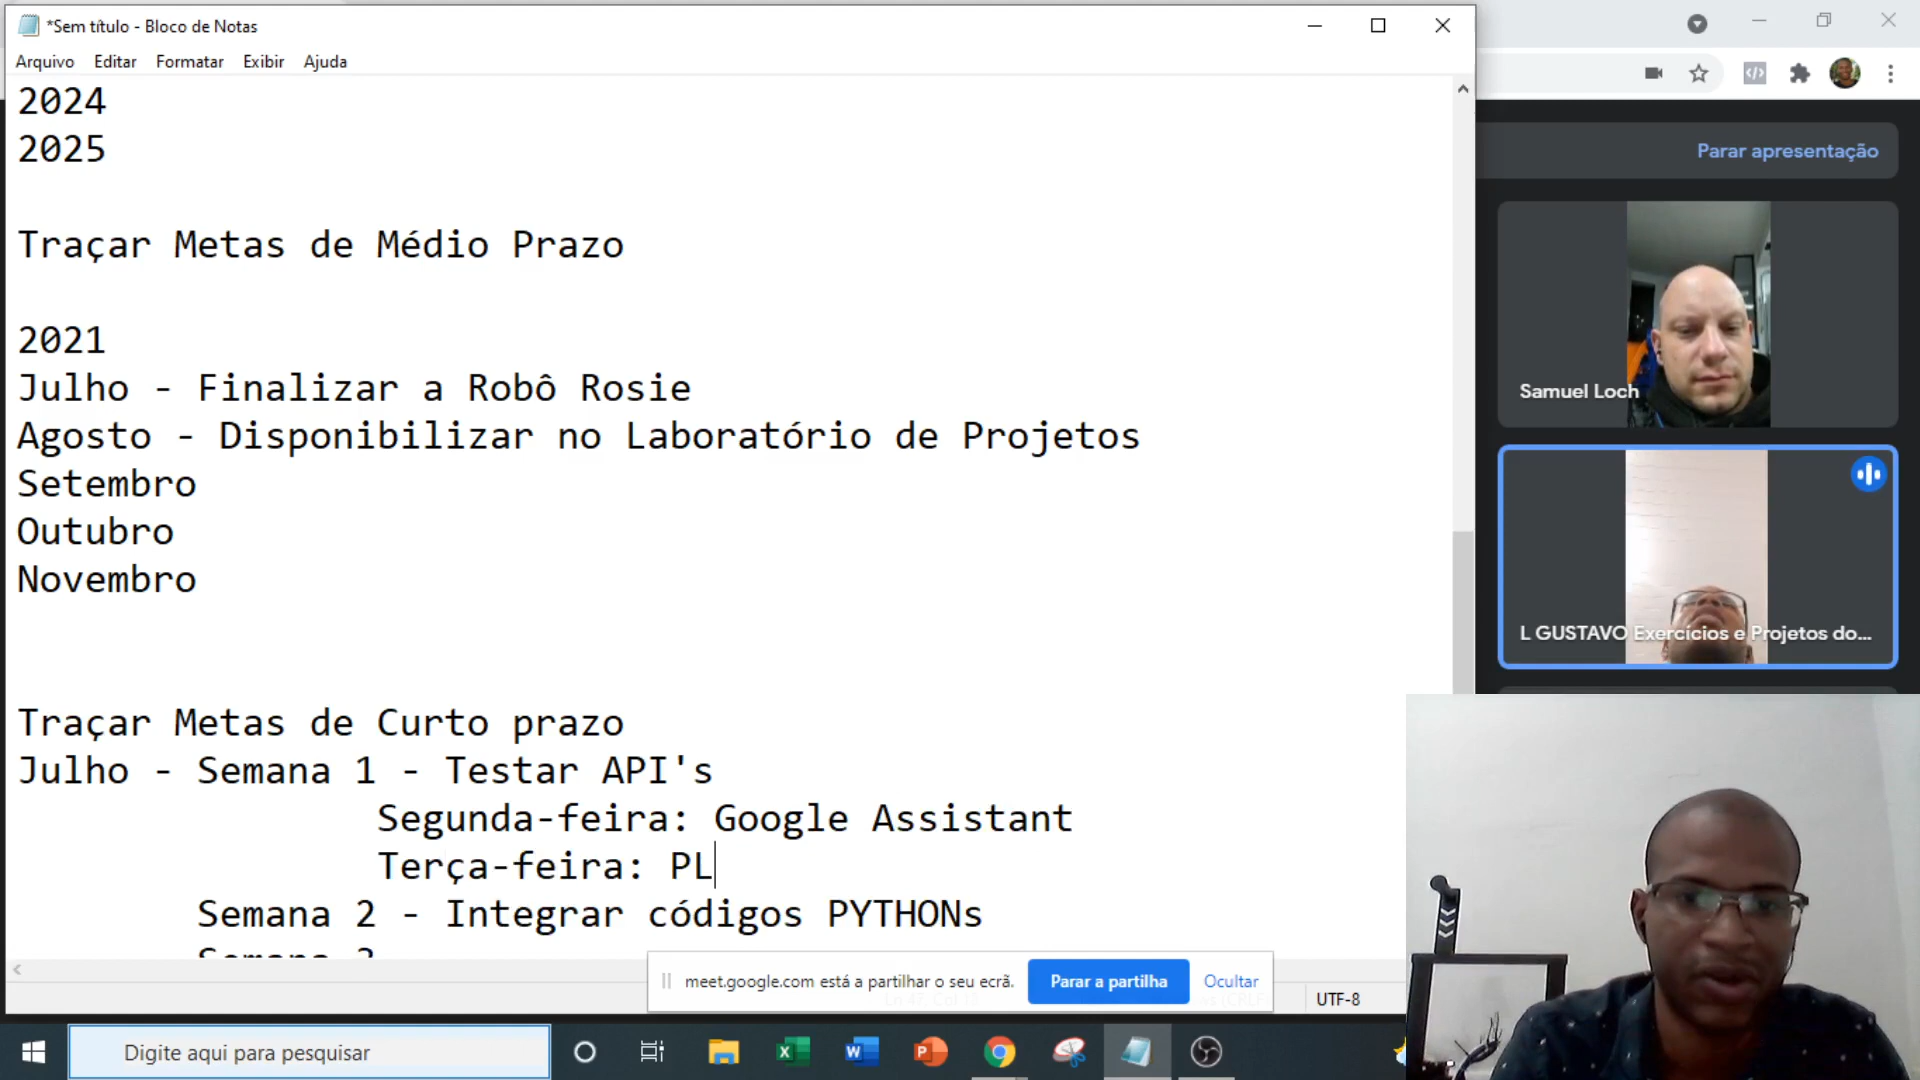 *Sem título - Bloco de Notas
Arquivo Editar Formatar Exibir Ajuda
2024
2025
Traçar Metas de Médio Prazo
2021
Julho - Finalizar a Robô Rosie
Agosto - Disponibilizar no Laboratório de Projetos
Setembro
Outubro
Novembro
Traçar Metas de Curto prazo
Julho - Semana 1 - Testar API's
Segunda-feira: Google Assistant
Terça-feira: PL
Semana 2 - Integrar códigos PYTHONs
Parar apresentação
Samuel Loch
L GUSTAVO Exercicios e Projetos do...
meet.google.com está a partilhar o seu ecrã. Parar a partilha Ocultar
UTF-8
Digite aqui para pesquisar